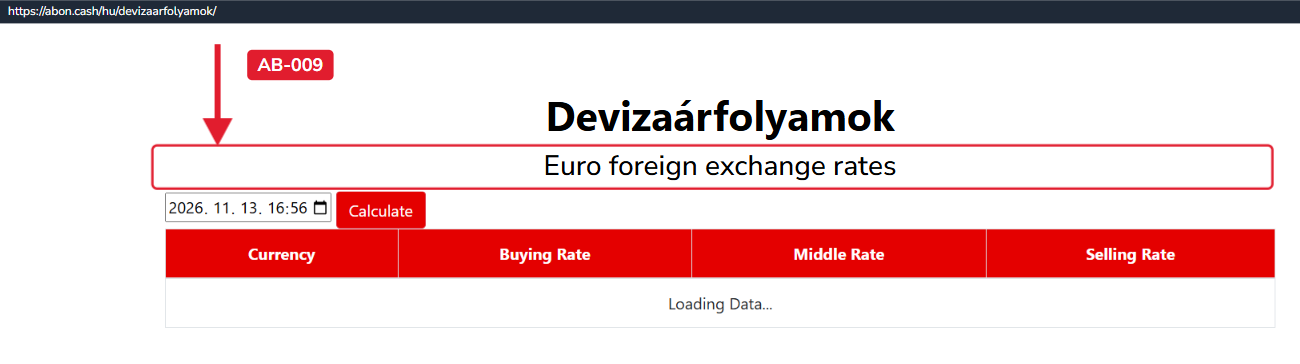 https://abon.cash/hu/devizaarfolyamok/
AB-009
Devizaárfolyamok
Euro foreign exchange rates
2026. 11. 13. 16:56 Calculate
Currency Buying Rate Middle Rate Selling Rate
Loading Data...